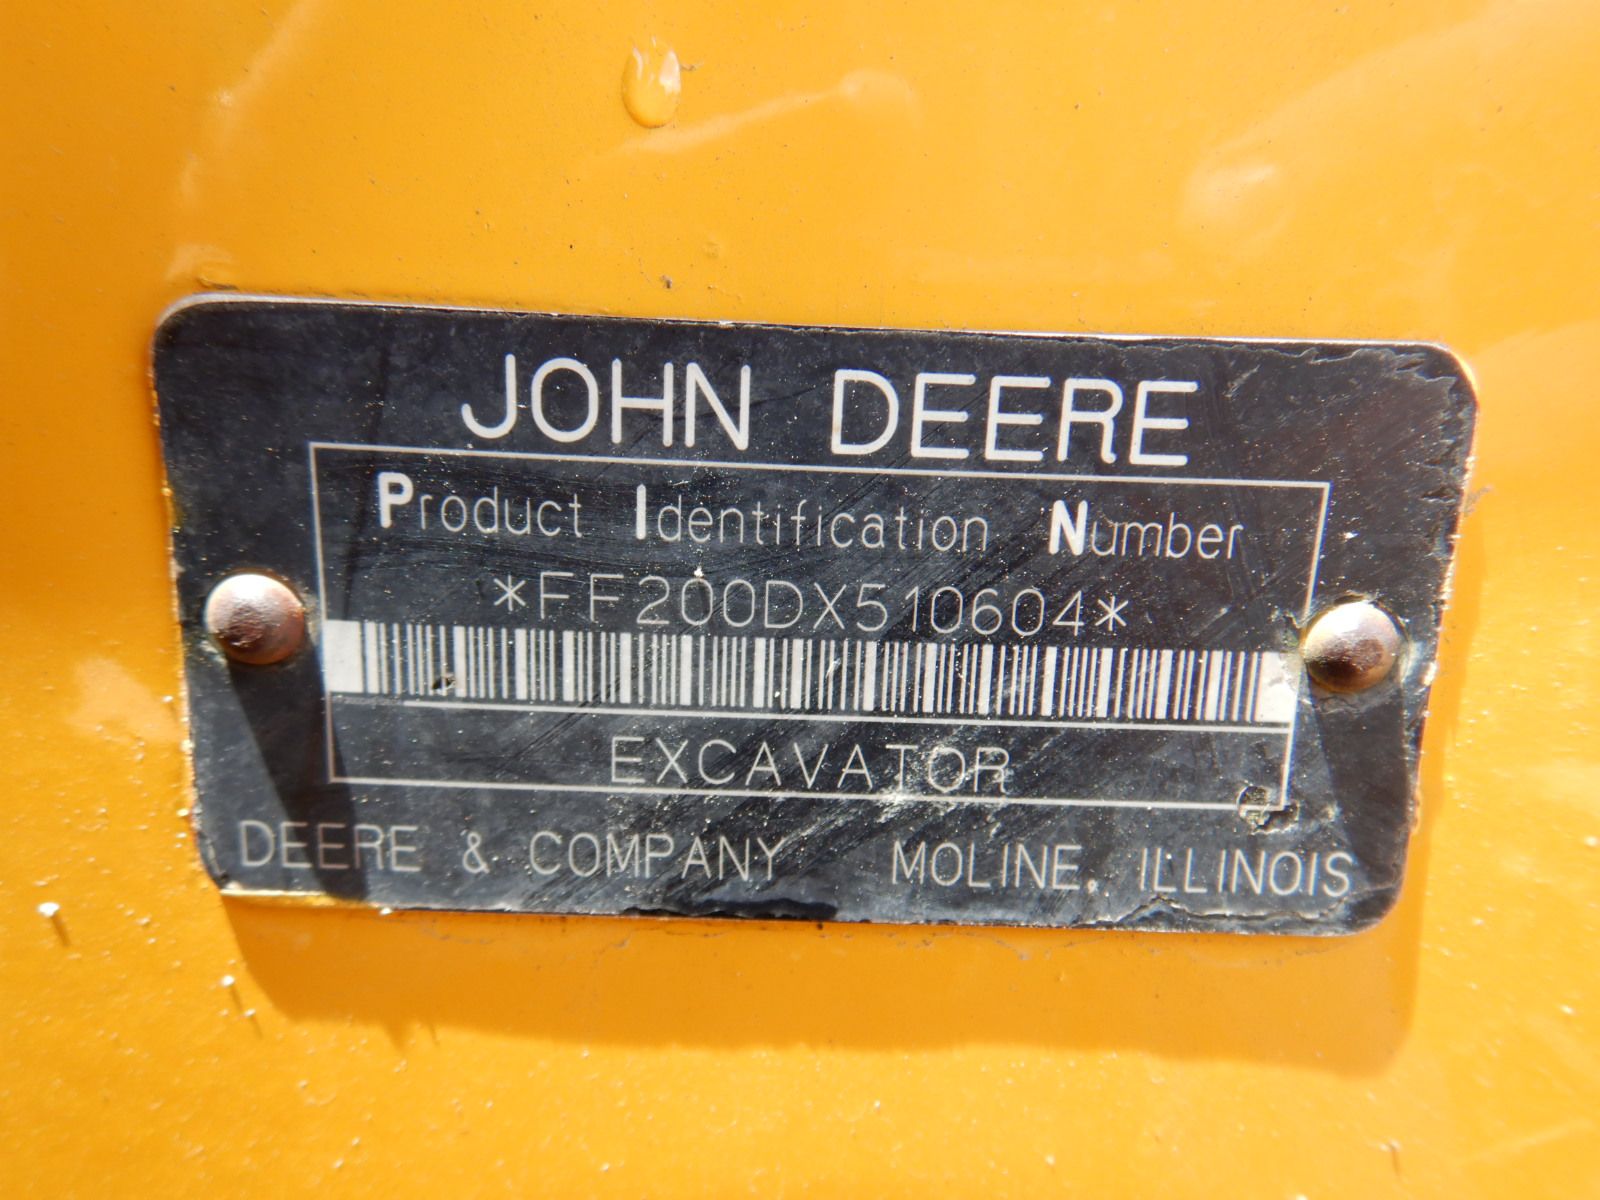 JOHN DEERE
Product Identification Number
*FF200DX510604*
EXCAVATOR
DEERE & COMPANY MOLINE, ILLINOIS